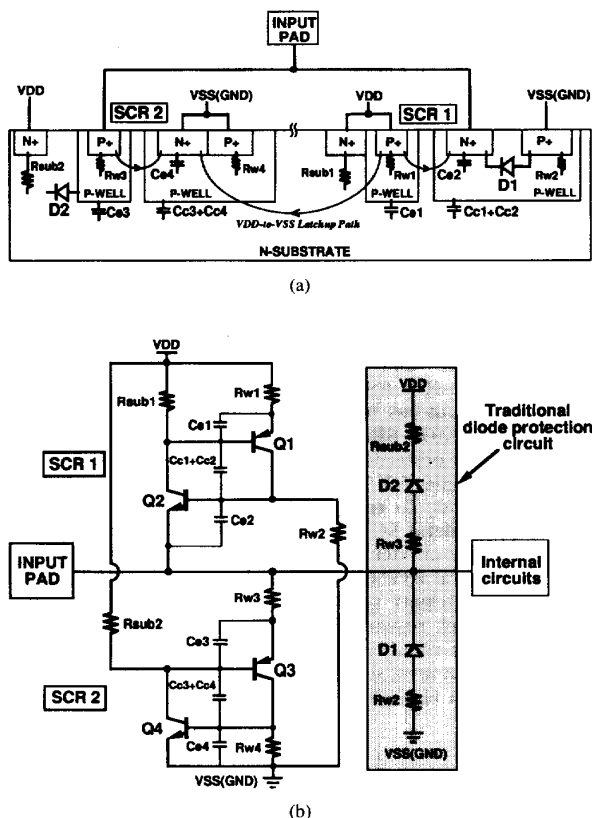 INPUT
PAD
VDD
SCR 2
VSS(GND)
VDD
SCR 1
VSS(GND)
N+
P+
N+
P+
N+
P+
N+
P+
Rsub2
Rw3
Ce4
Rw4
Rsub1
Rw1
Ce2
D1
Rw2
D2
P-WELL
P-WELL
P-WELL
P-WELL
Ce3
Cc3+Cc4
VDD-to-VSS Latchup Path
Ce1
Cc1+Cc2
N-SUBSTRATE
(a)
VDD
Rsub1
Rw1
Ce1
Q1
SCR 1
Cc1+Cc2
Q2
Ce2
Rw2
INPUT
PAD
Rw3
Rsub2
Ce3
Q3
SCR 2
Cc3+Cc4
Q4
Ce4
Rw4
VSS(GND)
VDD
Rsub2
D2
Rw3
D1
Rw2
VSS(GND)
Traditional
diode protection
circuit
Internal
circuits
(b)